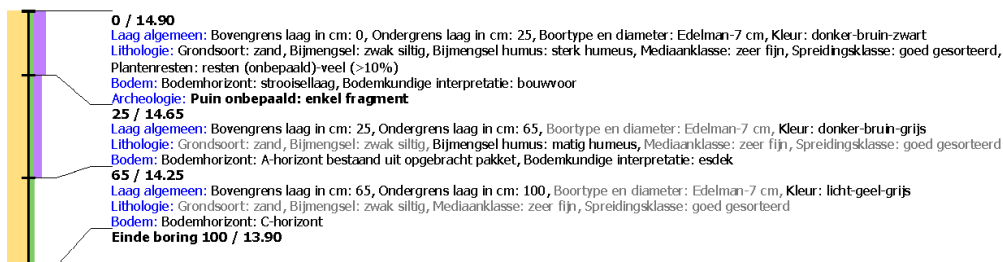 0 / 14.90
Laag algemeen: Bovengrens laag in cm: 0, Ondergrens laag in cm: 25, Boortype en diameter: Edelman-7 cm, Kleur: donker-bruin-zwart
Lithologie: Grondsoort: zand, Bijmengsel: zwak siltig, Bijmengsel humus: sterk humeus, Mediaanklasse: zeer fijn, Spreidingsklasse: goed gesorteerd,
Plantenresten: resten (onbepaald)-veel (>10%)
Bodem: Bodemhorizont: strooisellaag, Bodemkundige interpretatie: bouwvoor
Archeologie: Puin onbepaald: enkel fragment
25 / 14.65
Laag algemeen: Bovengrens laag in cm: 25, Ondergrens laag in cm: 65, Boortype en diameter: Edelman-7 cm, Kleur: donker-bruin-grijs
Lithologie: Grondsoort: zand, Bijmengsel: zwak siltig, Bijmengsel humus: matig humeus, Mediaanklasse: zeer fijn, Spreidingsklasse: goed gesorteerd
Bodem: Bodemhorizont: A-horizont bestaand uit opgebracht pakket, Bodemkundige interpretatie: esdek
65 / 14.25
Laag algemeen: Bovengrens laag in cm: 65, Ondergrens laag in cm: 100, Boortype en diameter: Edelman-7 cm, Kleur: licht-geel-grijs
Lithologie: Grondsoort: zand, Bijmengsel: zwak siltig, Mediaanklasse: zeer fijn, Spreidingsklasse: goed gesorteerd
Bodem: Bodemhorizont: C-horizont
Einde boring 100 / 13.90